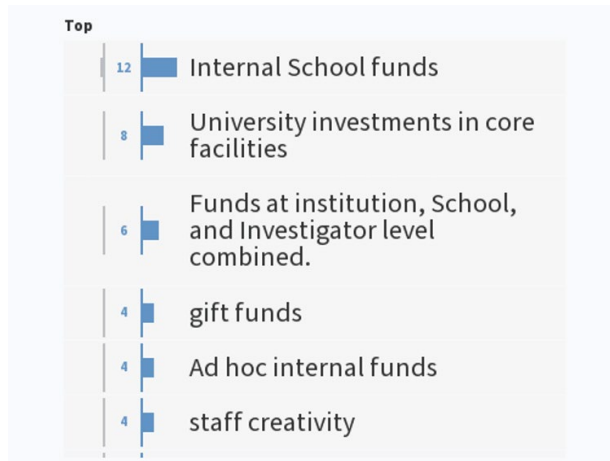 Top
12 Internal School funds
8 University investments in core
facilities
Funds at institution, School,
6 and Investigator level
combined.
4 gift funds
4 Ad hoc internal funds
4 staff creativity